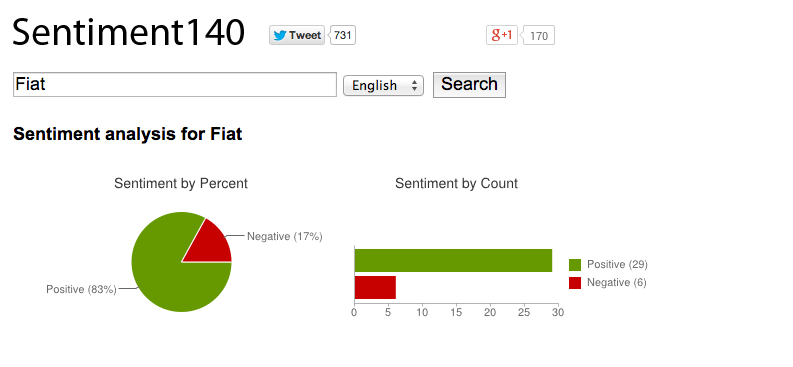 Sentiment140
Tweet 731
g+1 170
Fiat
English
Search
Sentiment analysis for Fiat
Sentiment by Percent
Negative (17%)
Positive (83%)
Sentiment by Count
Positive (29)
Negative (6)
0 5 10 15 20 25 30